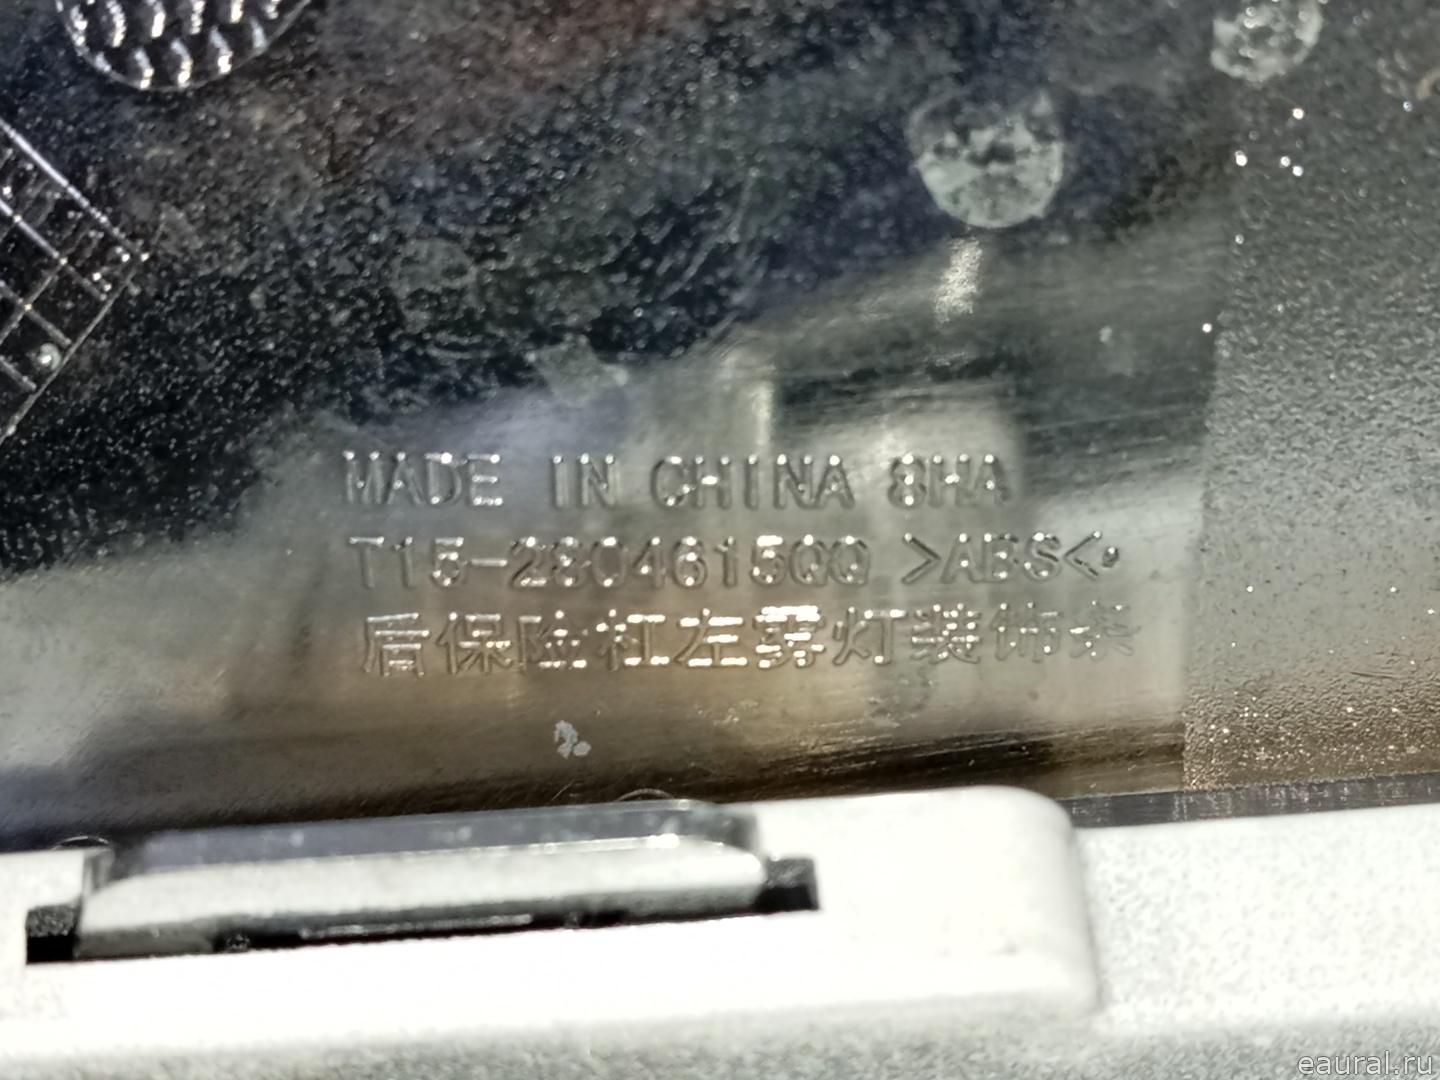 MADE IN CHINA 8HA
T15-2804615QQ >ABS<
后保险杠左雾灯装饰条
eaural.ru